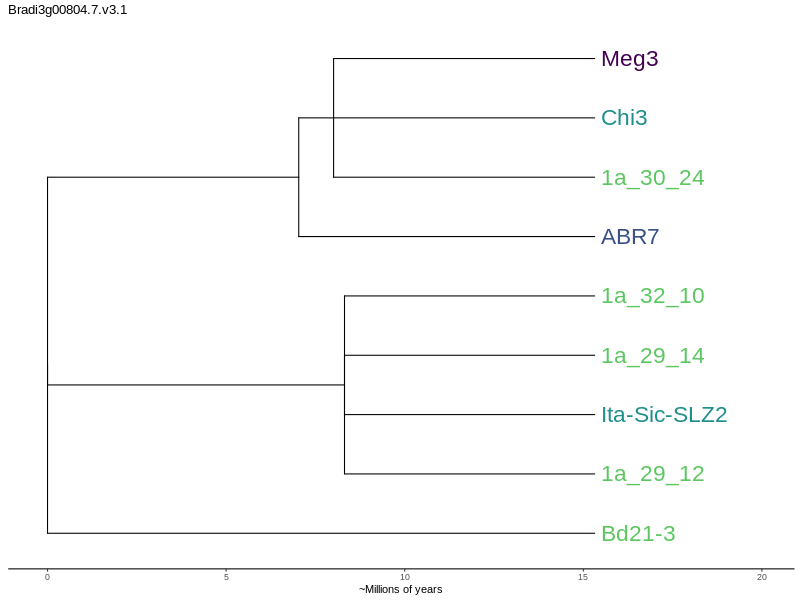 Bradi3g00804.7.v3.1
Meg3
Chi3
1a_30_24
ABR7
1a_32_10
1a_29_14
Ita-Sic-SLZ2
1a_29_12
Bd21-3
0 5 10 15 20
~Millions of years